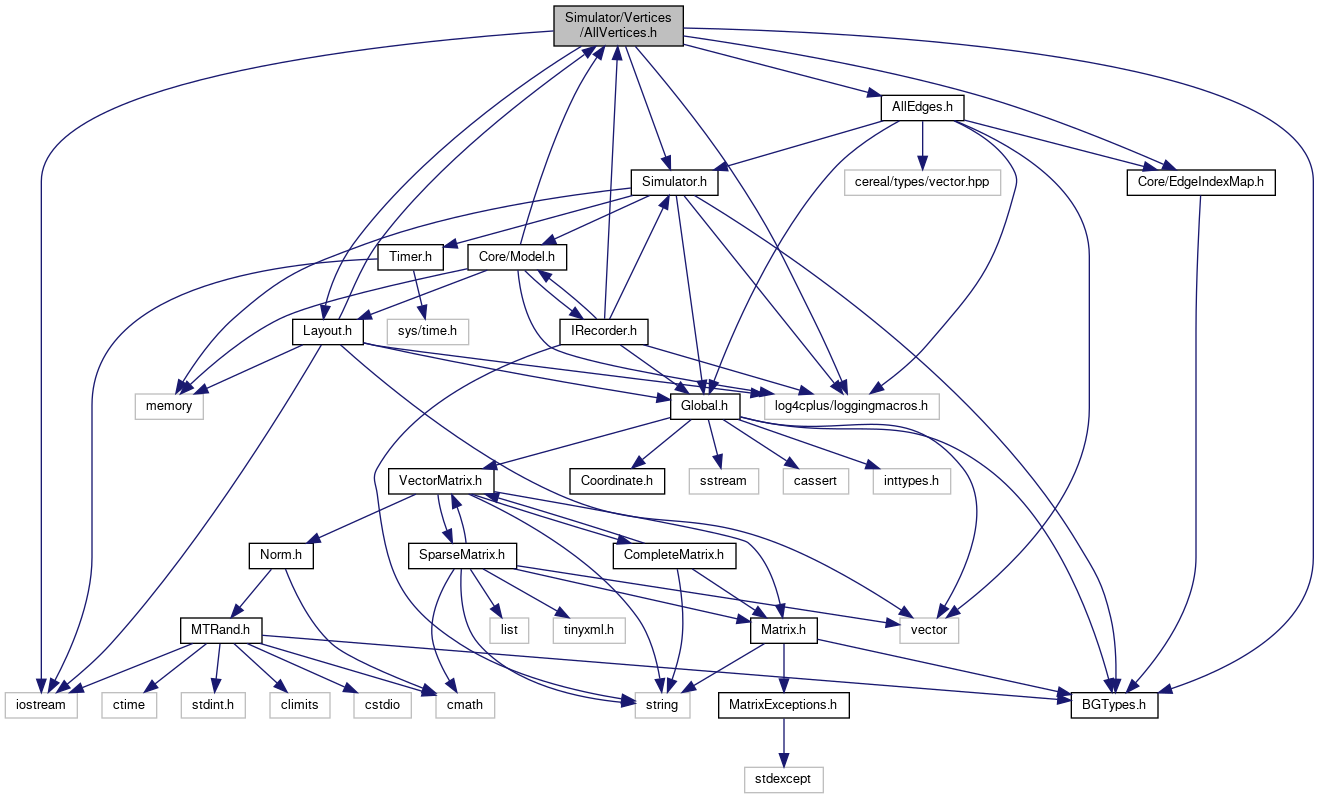 Simulator/Vertices
/AllVertices.h
AllEdges.h
Simulator.h
cereal/types/vector.hpp
Core/EdgeIndexMap.h
Timer.h
Core/Model.h
Layout.h
sys/time.h
IRecorder.h
memory
Global.h
log4cplus/loggingmacros.h
VectorMatrix.h
Coordinate.h
sstream
cassert
inttypes.h
Norm.h
SparseMatrix.h
CompleteMatrix.h
MTRand.h
list
tinyxml.h
Matrix.h
vector
iostream
ctime
stdint.h
climits
cstdio
cmath
string
MatrixExceptions.h
BGTypes.h
stdexcept